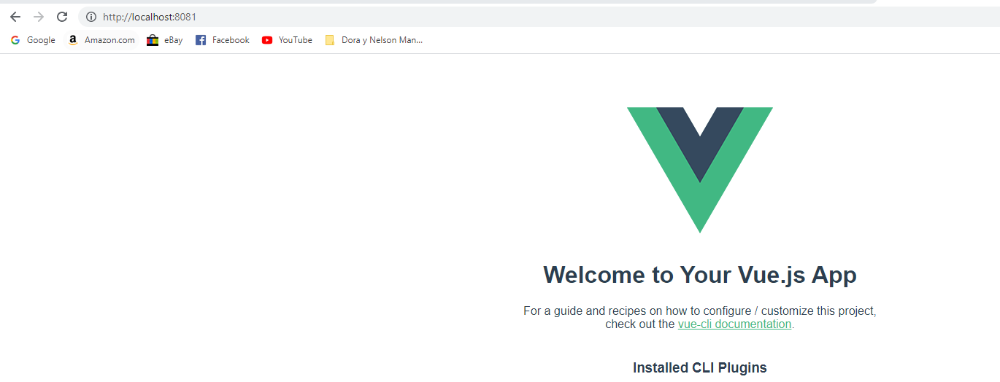 http://localhost:8081
Google Amazon.com eBay Facebook YouTube Dora y Nelson Man...
Welcome to Your Vue.js App
For a guide and recipes on how to configure / customize this project,
check out the vue-cli documentation.
Installed CLI Plugins